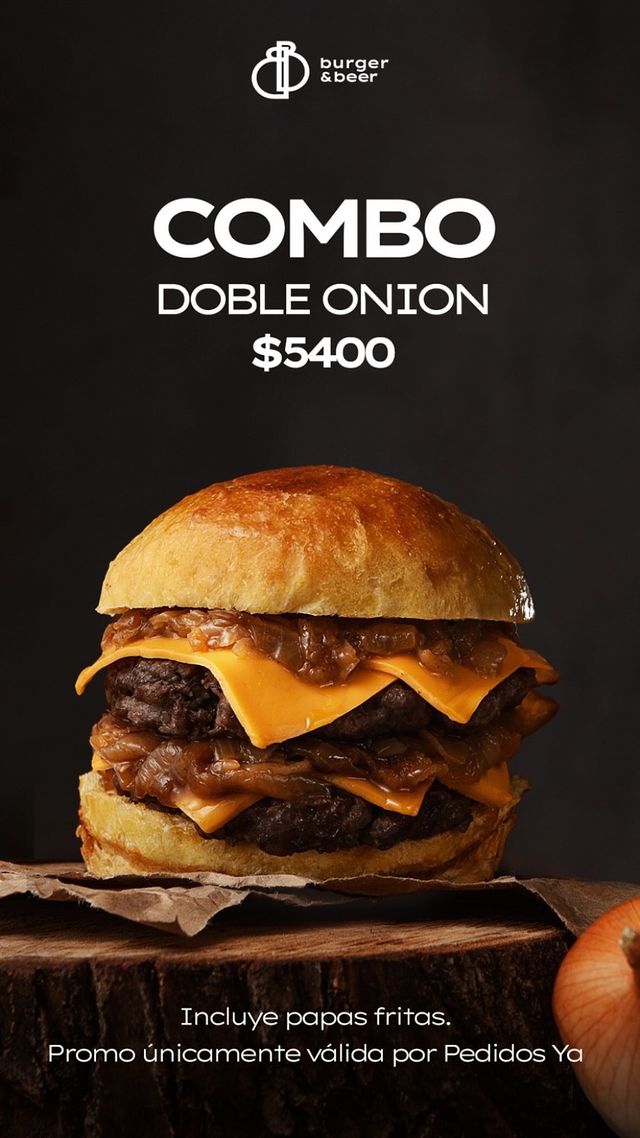 burger
&beer
COMBO
DOBLE ONION
$5400
Incluye papas fritas.
Promo únicamente válida por Pedidos Ya